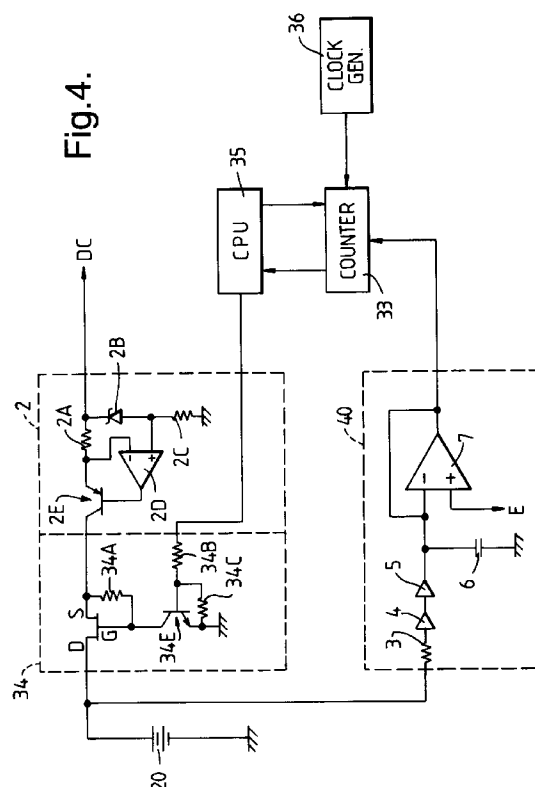 Fig.4.
36
CLOCK
GEN.
35
CPU
COUNTER
33
DC
2
2A
2B
2C
2D
2E
34
34A
34B
34C
34E
S
G
D
20
40
7
-
+
E
6
5
4
3
-
+